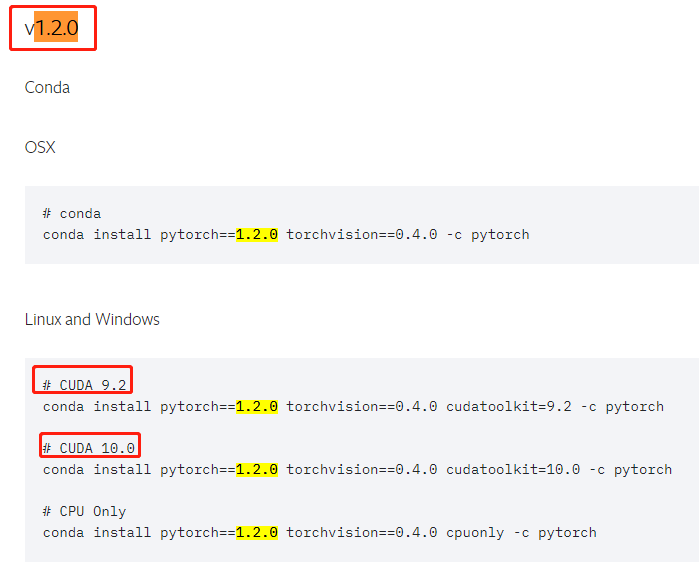 v1.2.0
Conda
OSX
# conda
conda install pytorch==1.2.0 torchvision==0.4.0 -c pytorch
Linux and Windows
# CUDA 9.2
conda install pytorch==1.2.0 torchvision==0.4.0 cudatoolkit=9.2 -c pytorch
# CUDA 10.0
conda install pytorch==1.2.0 torchvision==0.4.0 cudatoolkit=10.0 -c pytorch
# CPU Only
conda install pytorch==1.2.0 torchvision==0.4.0 cpuonly -c pytorch